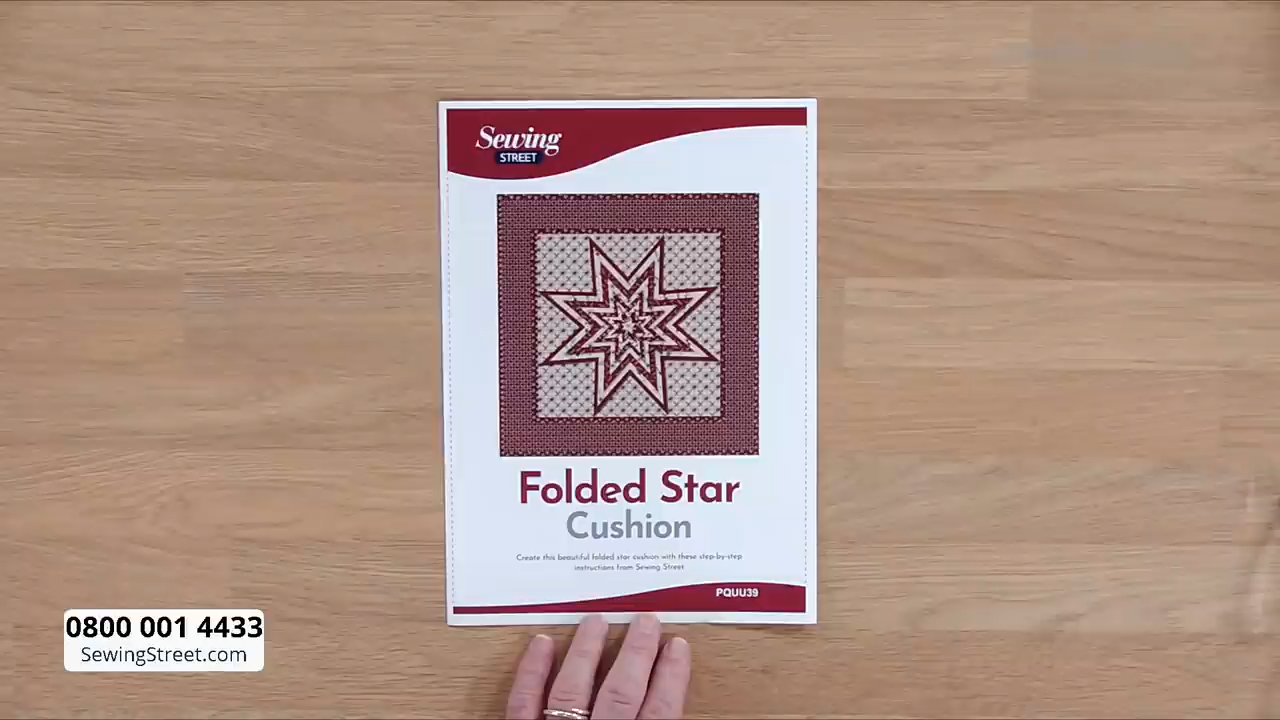 Sewing
STREET
Folded Star
Cushion
Create this beautiful folded star cushion with these step-by-step
instructions from Sewing Street
PQUU39
0800 001 4433
SewingStreet.com